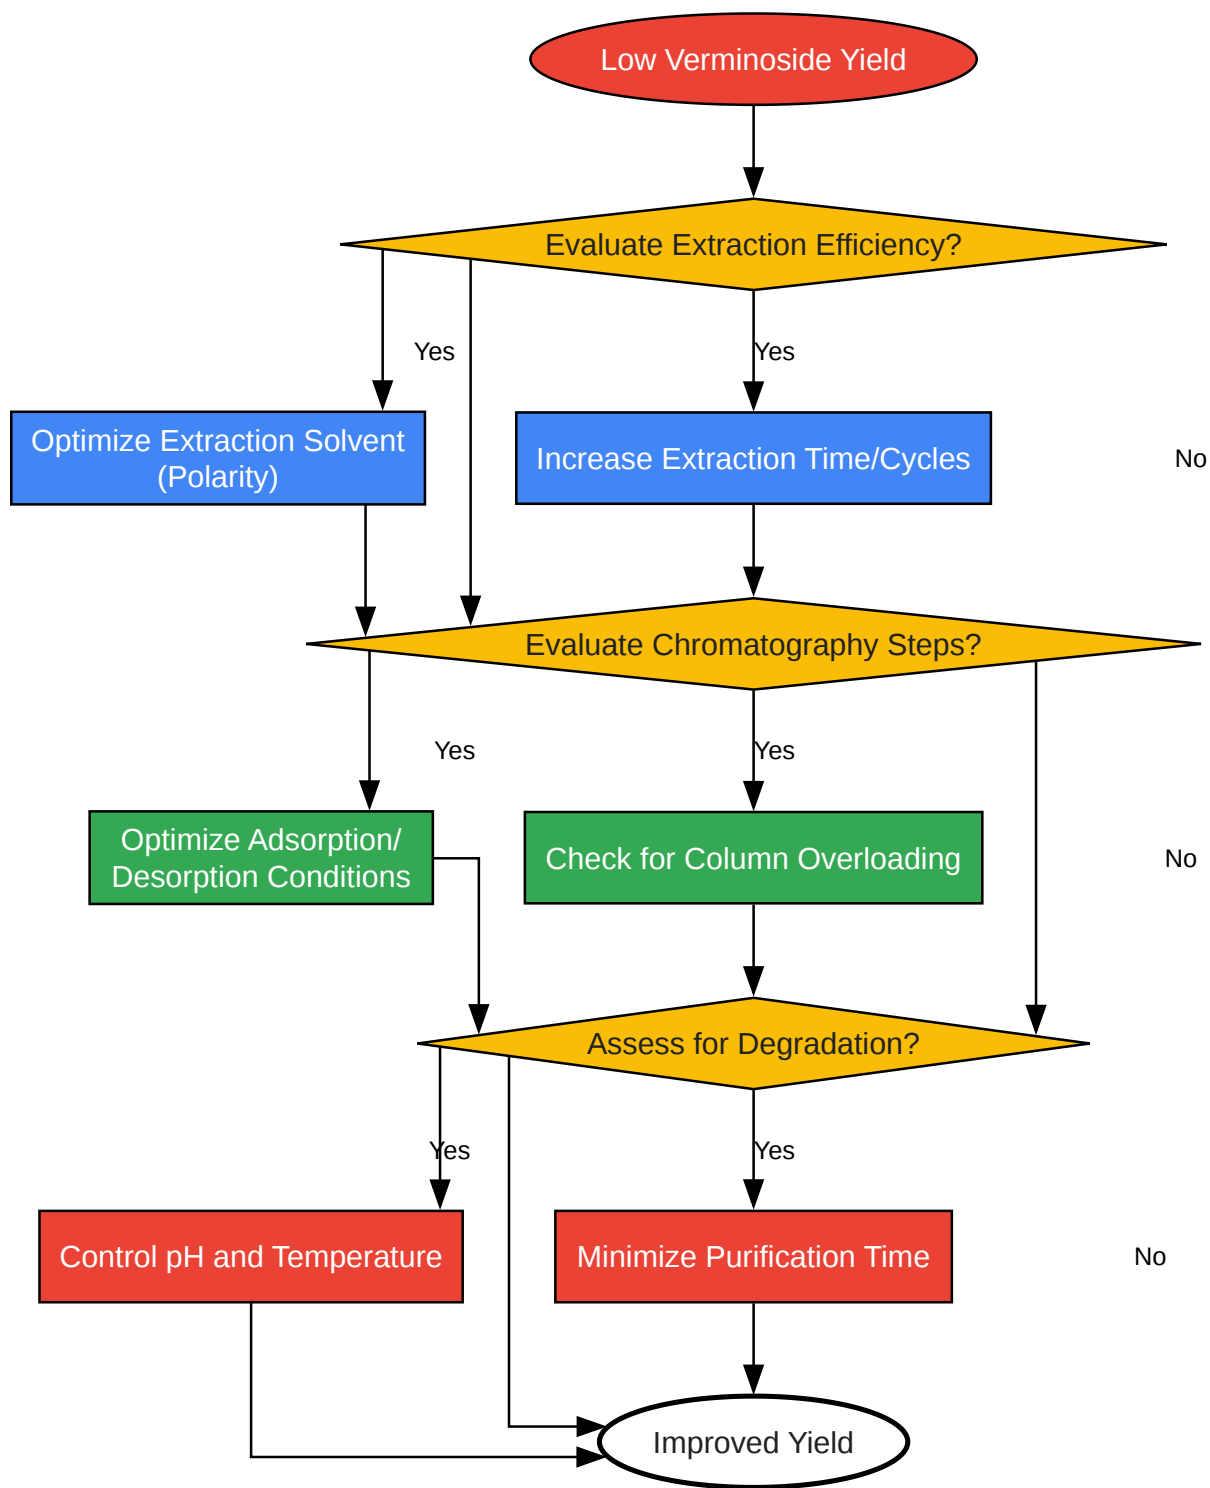 Low Verminoside Yield
Evaluate Extraction Efficiency?
Yes
Yes
Optimize Extraction Solvent
(Polarity)
Increase Extraction Time/Cycles
No
Evaluate Chromatography Steps?
Yes
Yes
Optimize Adsorption/
Desorption Conditions
Check for Column Overloading
No
Assess for Degradation?
Yes
Yes
Control pH and Temperature
Minimize Purification Time
No
Improved Yield